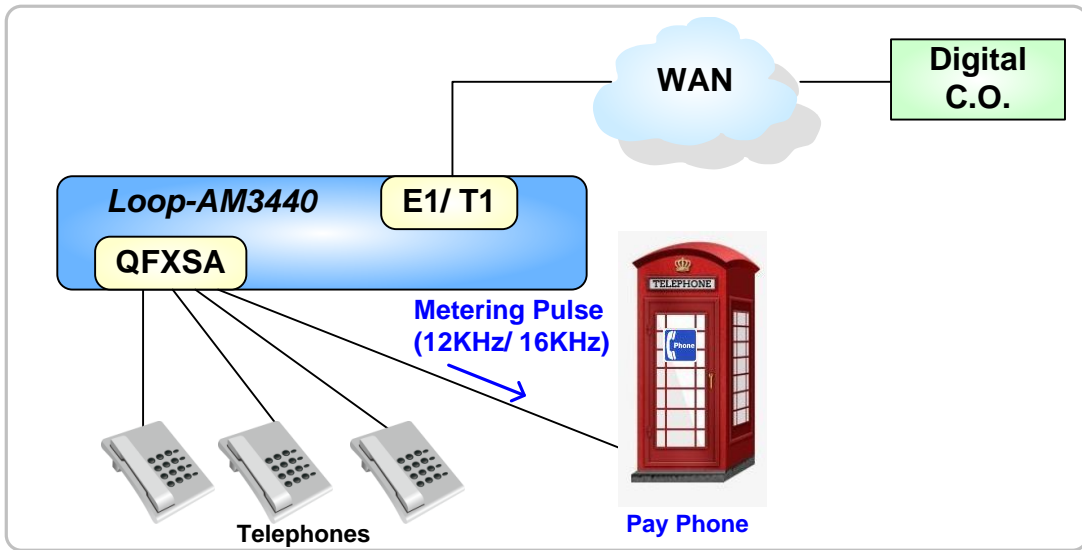 WAN
Digital
C.O.
Loop-AM3440
E1/ T1
QFXSA
Metering Pulse
(12KHz/ 16KHz)
TELEPHONE
Phone
Telephones
Pay Phone